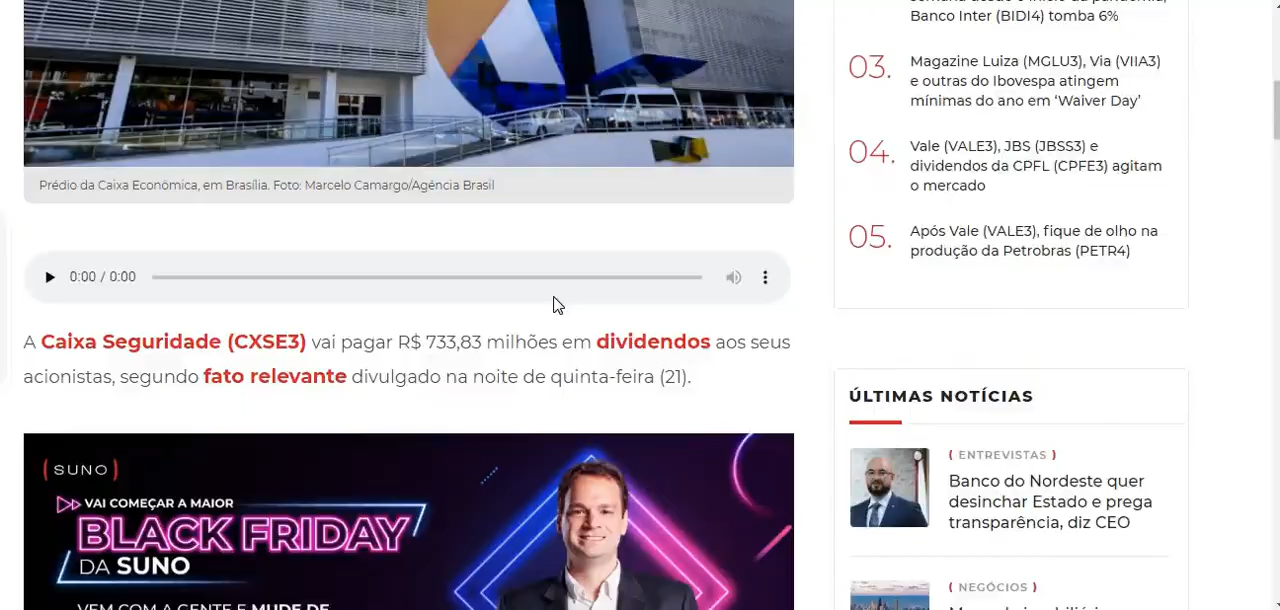 Prédio da Caixa Econômica, em Brasília. Foto: Marcelo Camargo/Agência Brasil
0:00 / 0:00
A Caixa Seguridade (CXSE3) vai pagar R$ 733,83 milhões em dividendos aos seus
acionistas, segundo fato relevante divulgado na noite de quinta-feira (21).
(SUNO)
VAI COMEÇAR A MAIOR
BLACK FRIDAY
DA SUNO
VEM COM A GENTE E MUDE DE
Banco Inter (BIDI4) tomba 6%
03.
Magazine Luiza (MGLU3), Via (VIIA3)
e outras do Ibovespa atingem
mínimas do ano em ‘Waiver Day’
04.
Vale (VALE3), JBS (JBSS3) e
dividendos da CPFL (CPFE3) agitam
o mercado
05.
Após Vale (VALE3), fique de olho na
produção da Petrobras (PETR4)
ÚLTIMAS NOTÍCIAS
( ENTREVISTAS )
Banco do Nordeste quer
desinchar Estado e prega
transparência, diz CEO
( NEGÓCIOS )